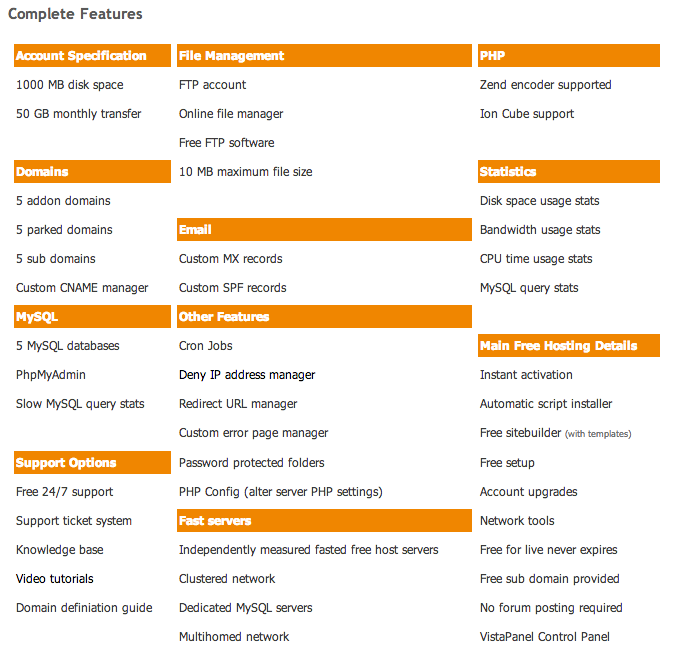 Complete Features
Account Specification
1000 MB disk space
50 GB monthly transfer
Domains
5 addon domains
5 parked domains
5 sub domains
Custom CNAME manager
MySQL
5 MySQL databases
PhpMyAdmin
Slow MySQL query stats
Support Options
Free 24/7 support
Support ticket system
Knowledge base
Video tutorials
Domain definiation guide
File Management
FTP account
Online file manager
Free FTP software
10 MB maximum file size
Email
Custom MX records
Custom SPF records
Other Features
Cron Jobs
Deny IP address manager
Redirect URL manager
Custom error page manager
Password protected folders
PHP Config (alter server PHP settings)
Fast servers
Independently measured fasted free host servers
Clustered network
Dedicated MySQL servers
Multihomed network
PHP
Zend encoder supported
Ion Cube support
Statistics
Disk space usage stats
Bandwidth usage stats
CPU time usage stats
MySQL query stats
Main Free Hosting Details
Instant activation
Automatic script installer
Free sitebuilder (with templates)
Free setup
Account upgrades
Network tools
Free for live never expires
Free sub domain provided
No forum posting required
VistaPanel Control Panel